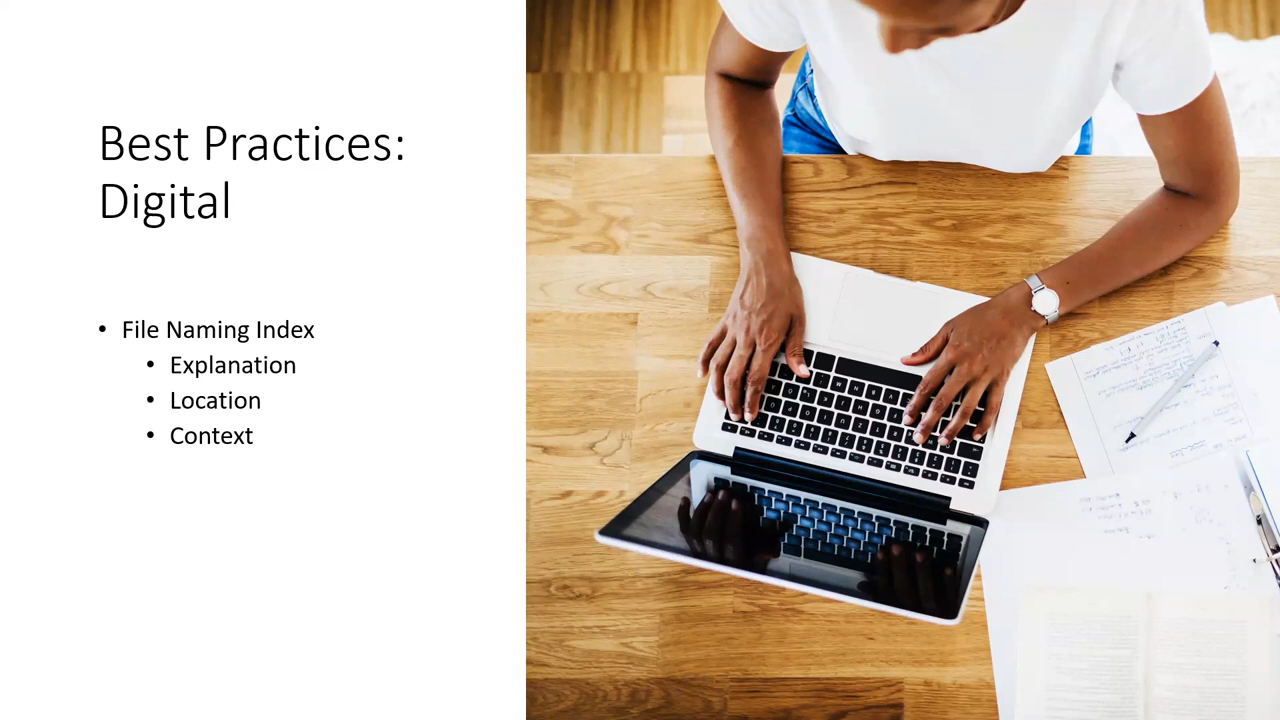 Best Practices:
Digital
• File Naming Index
• Explanation
• Location
• Context